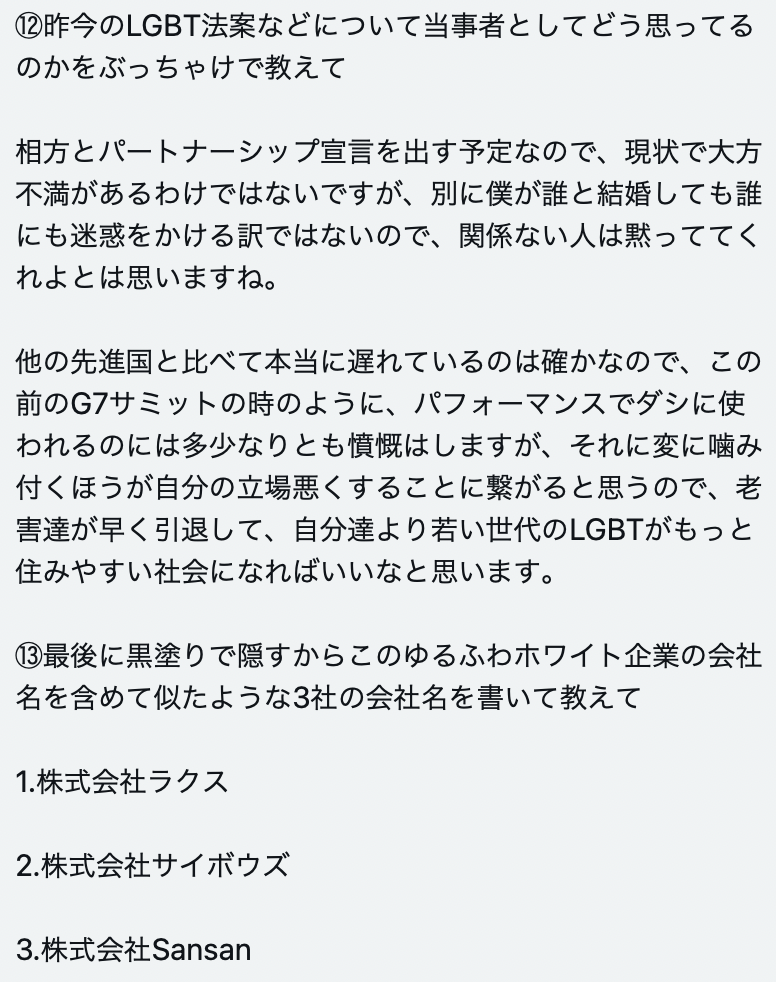 ⑫昨今のLGBT法案などについて当事者としてどう思ってる
のかをぶっちゃけで教えて
相方とパートナーシップ宣言を出す予定なので、現状で大方
不満があるわけではないですが、別に僕が誰と結婚しても誰
にも迷惑をかける訳ではないので、関係ない人は黙っててく
れよとは思いますね。
他の先進国と比べて本当に遅れているのは確かなので、この
前のG7サミットの時のように、パフォーマンスでダシに使
われるのには多少なりとも憤慨はしますが、それに変に噛み
付くほうが自分の立場悪くすることに繋がると思うので、老
害達が早く引退して、自分達より若い世代のLGBTがもっと
住みやすい社会になればいいなと思います。
⑬最後に黒塗りで隠すからこのゆるふわホワイト企業の会社
名を含めて似たような3社の会社名を書いて教えて
1.株式会社ラクス
2.株式会社サイボウズ
3.株式会社Sansan